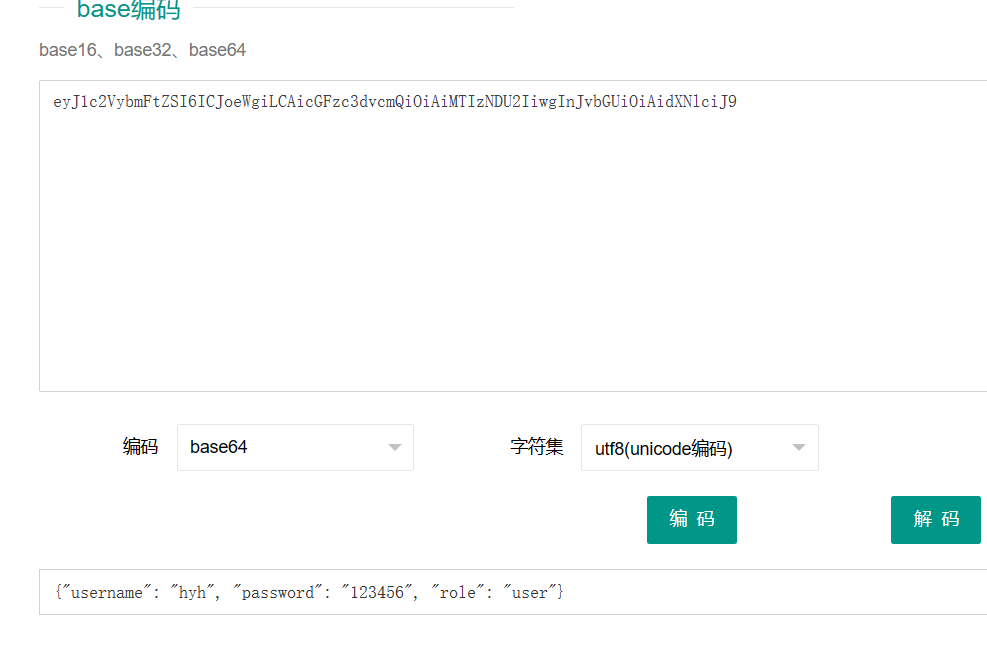 base编码
base16、base32、base64
eyJ1c2VybmFtZSI6ICJoeWgiLCAicGFzc3dvcmQiOiAiMTIzNDU2IiwgInJvbGUiOiAidXNlciJ9
编码 base64 字符集 utf8(unicode编码)
编 码 解 码
{"username": "hyh", "password": "123456", "role": "user"}